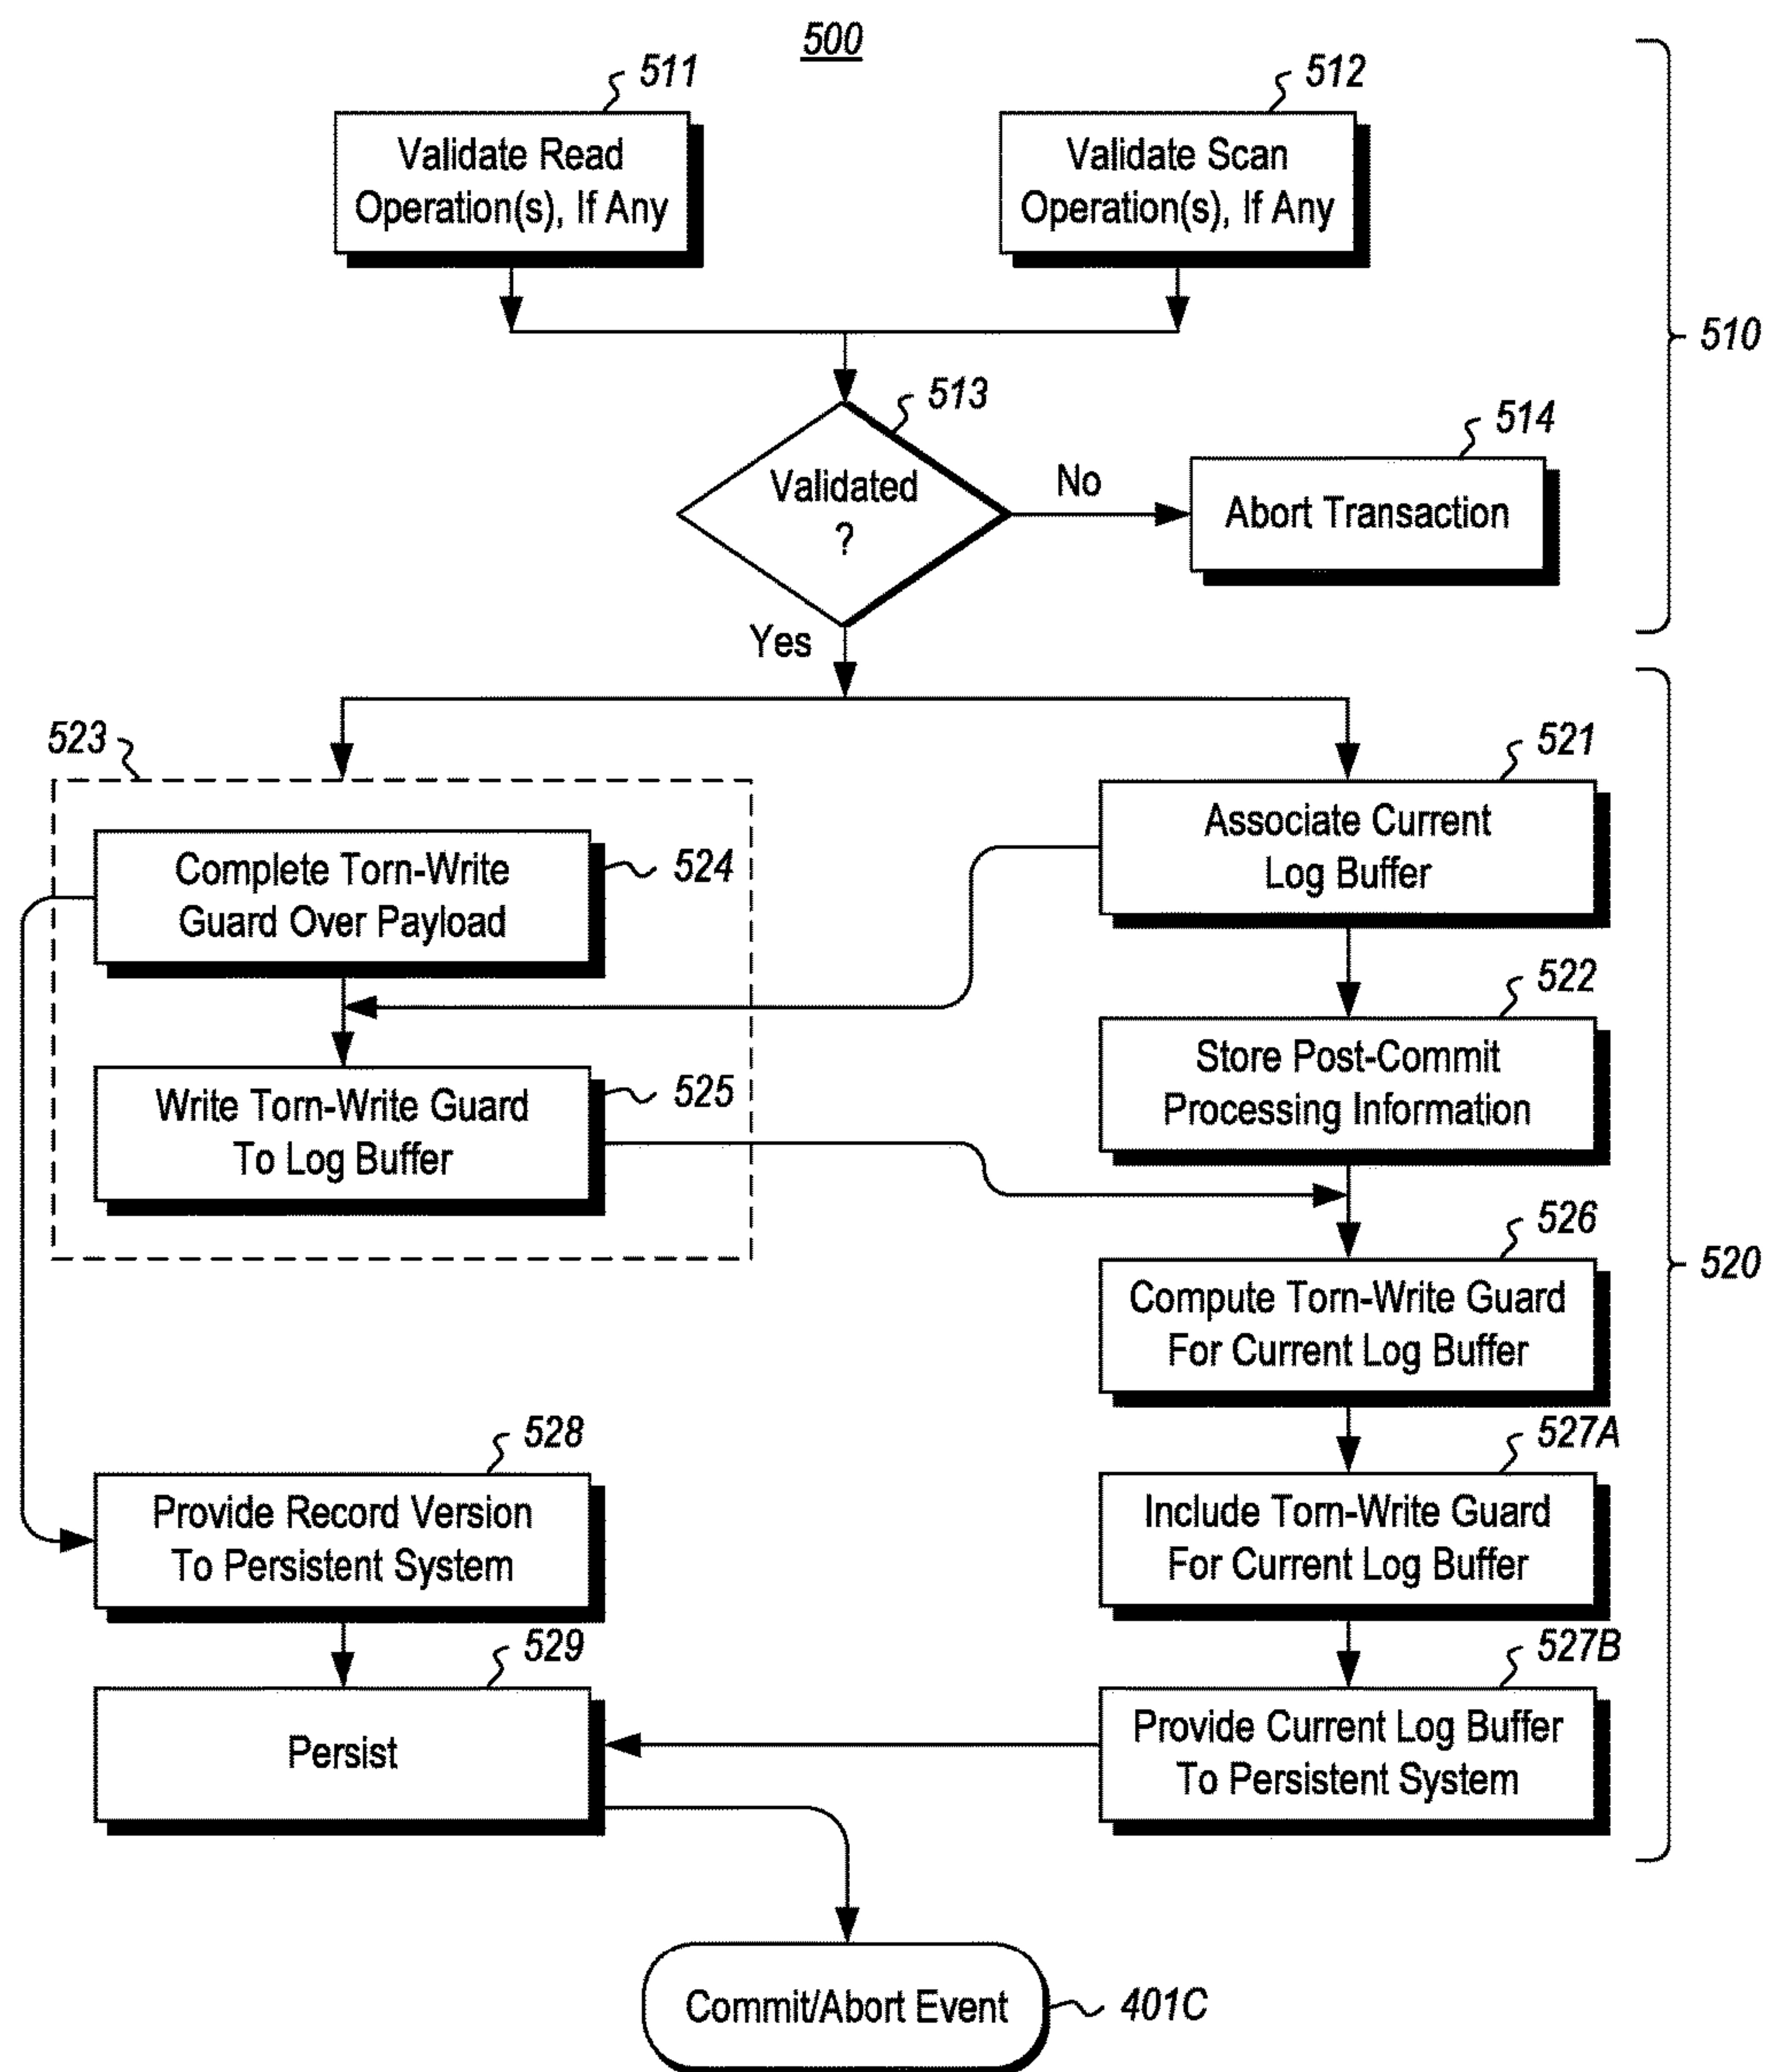 500
511
512
Validate Read
Operation(s), If Any
Validate Scan
Operation(s), If Any
510
513
514
Validated
?
No
Abort Transaction
Yes
523
521
Complete Torn-Write
Guard Over Payload
524
Associate Current
Log Buffer
522
Write Torn-Write Guard
To Log Buffer
525
Store Post-Commit
Processing Information
526
520
Compute Torn-Write Guard
For Current Log Buffer
528
527A
Provide Record Version
To Persistent System
Include Torn-Write Guard
For Current Log Buffer
529
527B
Persist
Provide Current Log Buffer
To Persistent System
Commit/Abort Event
401C